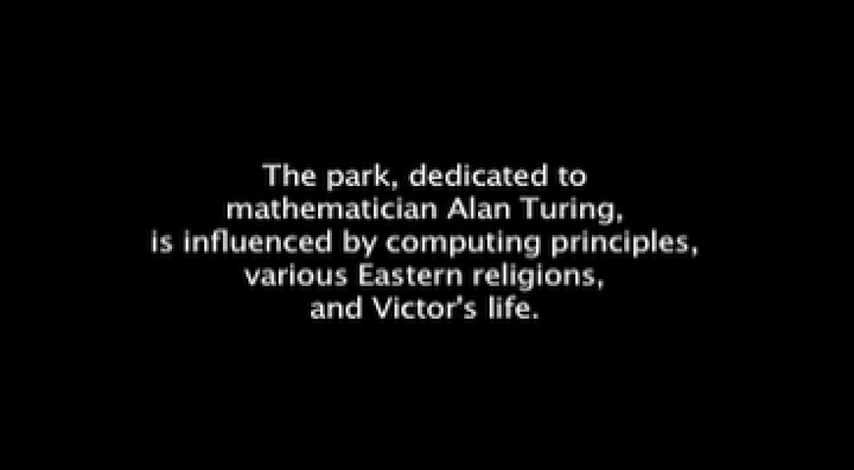 The park, dedicated to
mathematician Alan Turing,
is influenced by computing principles,
various Eastern religions,
and Victor's life.